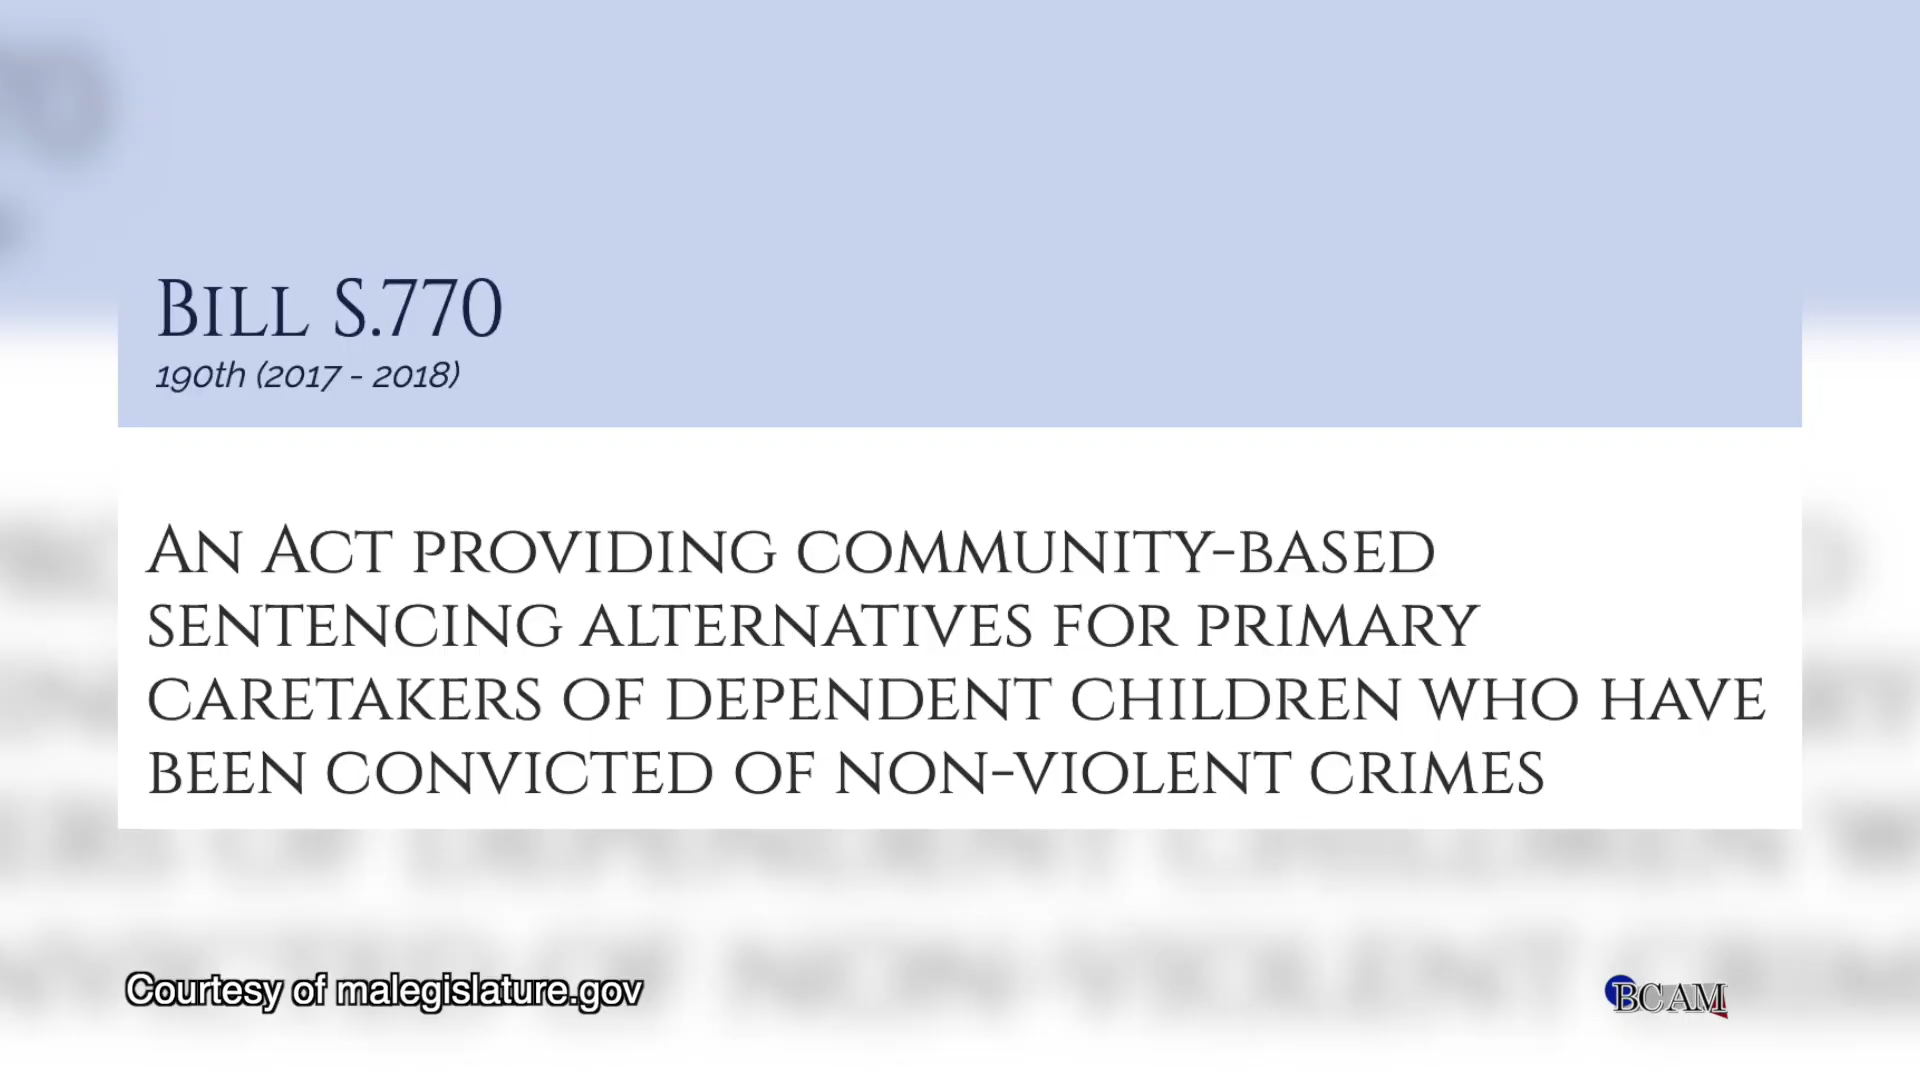 BILL S.770
190th (2017 - 2018)
AN ACT PROVIDING COMMUNITY-BASED
SENTENCING ALTERNATIVES FOR PRIMARY
CARETAKERS OF DEPENDENT CHILDREN WHO HAVE
BEEN CONVICTED OF NON-VIOLENT CRIMES
Courtesy of malegislature.gov
BCAM